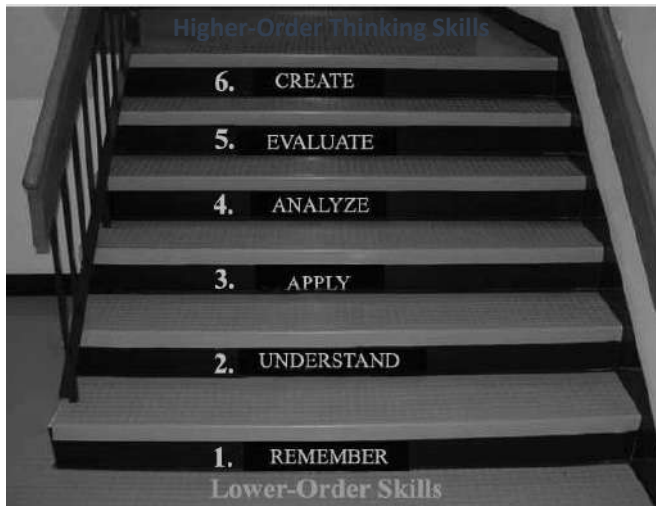 Higher-Order Thinking Skills
6. CREATE
5. EVALUATE
4. ANALYZE
3. APPLY
2. UNDERSTAND
1. REMEMBER
Lower-Order Skills